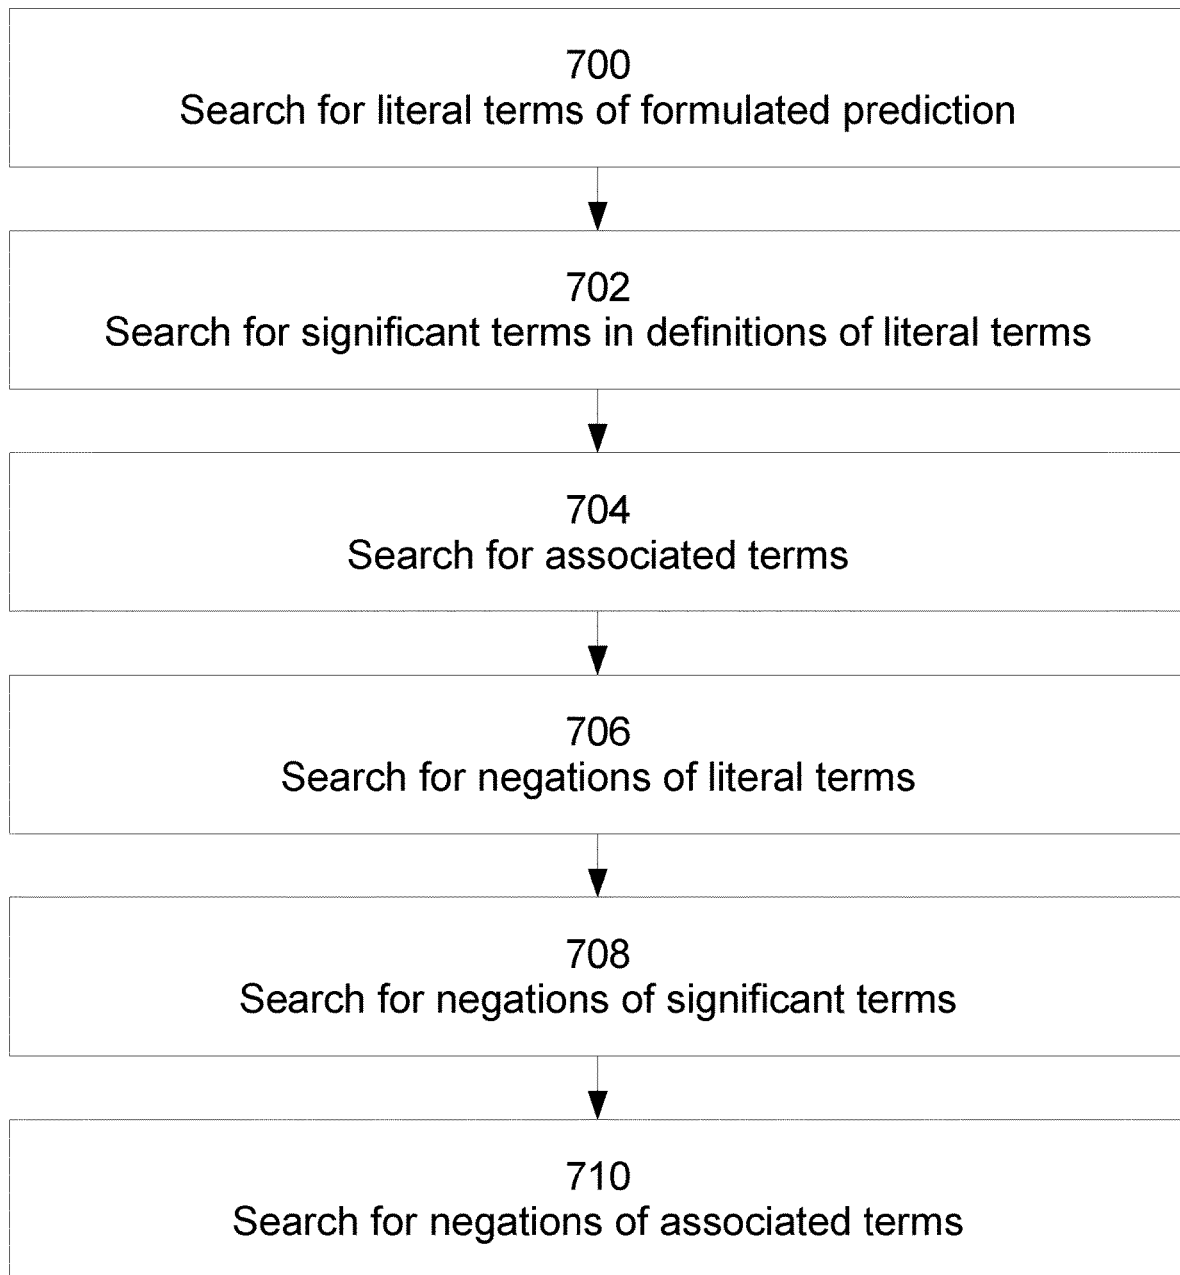 700
Search for literal terms of formulated prediction
702
Search for significant terms in definitions of literal terms
704
Search for associated terms
706
Search for negations of literal terms
708
Search for negations of significant terms
710
Search for negations of associated terms